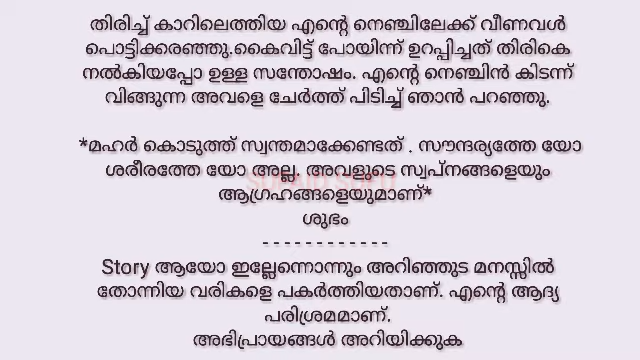 തിരിച്ച് കാറിലെത്തിയ എന്റെ നെഞ്ചിലേക്ക് വീണവൾ
പൊട്ടിക്കരഞ്ഞു.കൈവിട്ട് പോയിന്ന് ഉറപ്പിച്ചത് തിരികെ
നൽകിയപ്പോ ഉള്ള സന്തോഷം. എന്റെ നെഞ്ചിൻ കിടന്ന്
വിങ്ങുന്ന അവളെ ചേർത്ത് പിടിച്ച് ഞാൻ പറഞ്ഞു.
*മഹർ കൊടുത്ത് സ്വന്തമാക്കേണ്ടത് . സൗന്ദര്യത്തേ യോ
ശരീരത്തേ യോ അല്ല. അവളുടെ സ്വപ്നങ്ങളെയും
ആഗ്രഹങ്ങളെയുമാണ്*
ശുഭം
- - - - - - - - - - - -
Story ആയോ ഇല്ലേന്നൊന്നും അറിഞ്ഞുട മനസ്സിൽ
തോന്നിയ വരികളെ പകർത്തിയതാണ്. എന്റെ ആദ്യ
പരിശ്രമമാണ്.
അഭിപ്രായങ്ങൾ അറിയിക്കുക